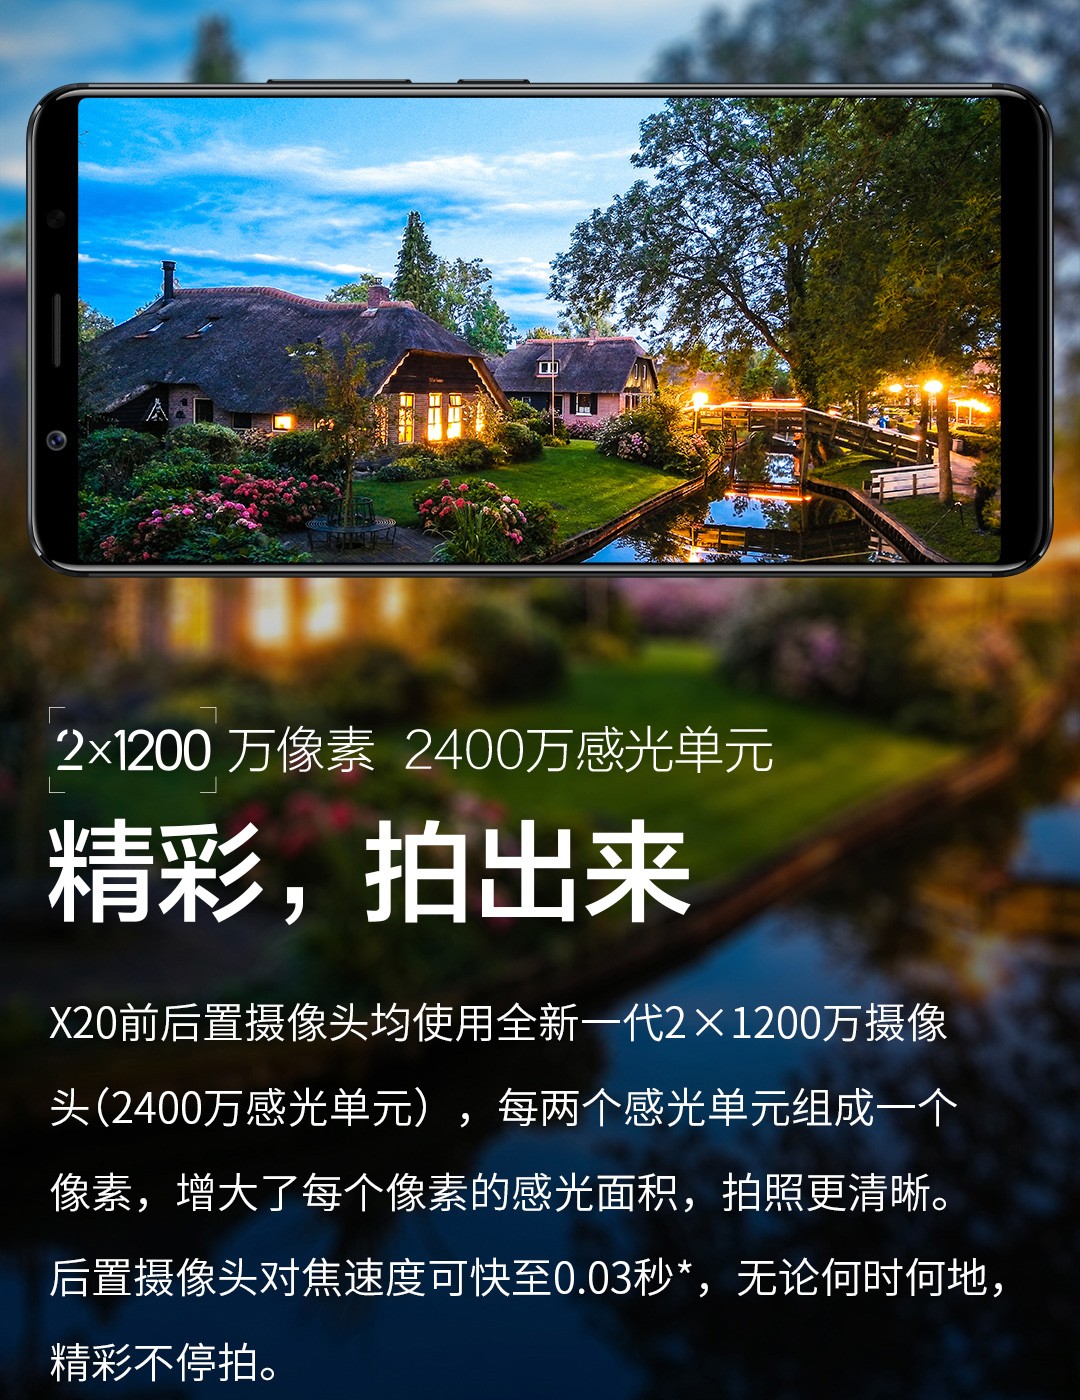 2×1200 万像素 2400万感光单元
精彩，拍出来
X20前后置摄像头均使用全新一代2×1200万摄像
头(2400万感光单元），每两个感光单元组成一个
像素，增大了每个像素的感光面积，拍照更清晰。
后置摄像头对焦速度可快至0.03秒*，无论何时何地，
精彩不停拍。